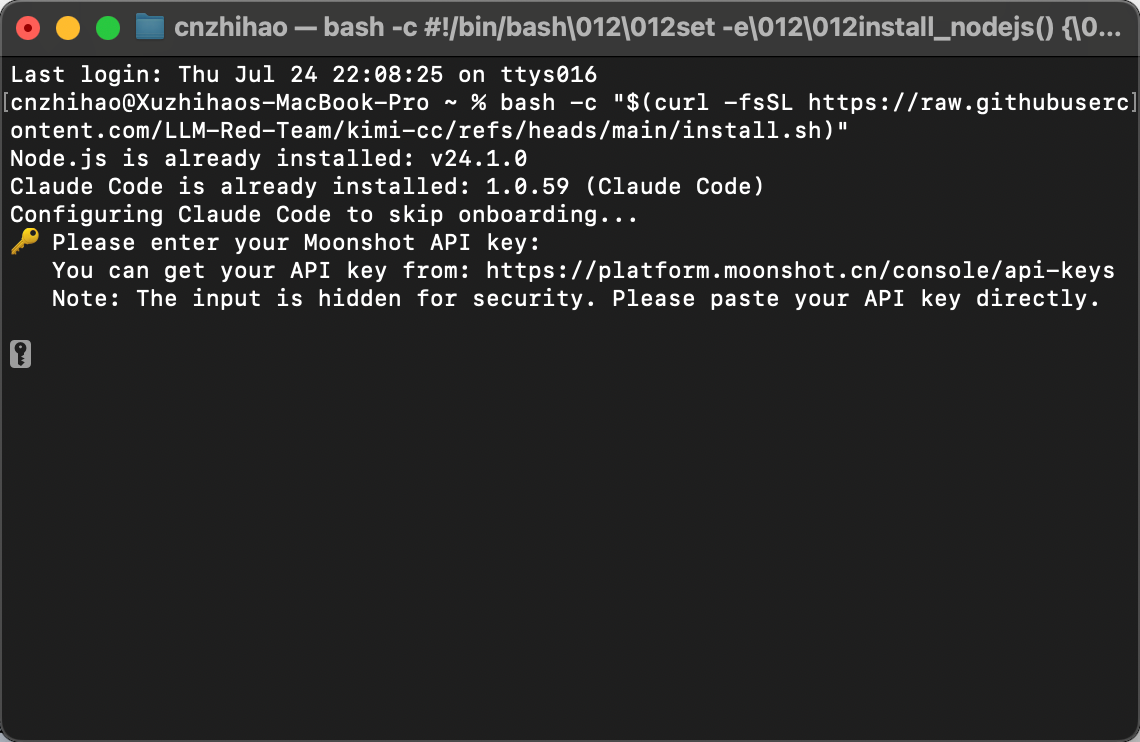 cnzhihao — bash -c #!/bin/bash\012\012set -e\012\012install_nodejs() {\0...
Last login: Thu Jul 24 22:08:25 on ttys016
[cnzhihao@Xuzhihaos-MacBook-Pro ~ % bash -c "$(curl -fsSL https://raw.githubuserc]
ontent.com/LLM-Red-Team/kimi-cc/refs/heads/main/install.sh)"
Node.js is already installed: v24.1.0
Claude Code is already installed: 1.0.59 (Claude Code)
Configuring Claude Code to skip onboarding...
🔑 Please enter your Moonshot API key:
You can get your API key from: https://platform.moonshot.cn/console/api-keys
Note: The input is hidden for security. Please paste your API key directly.